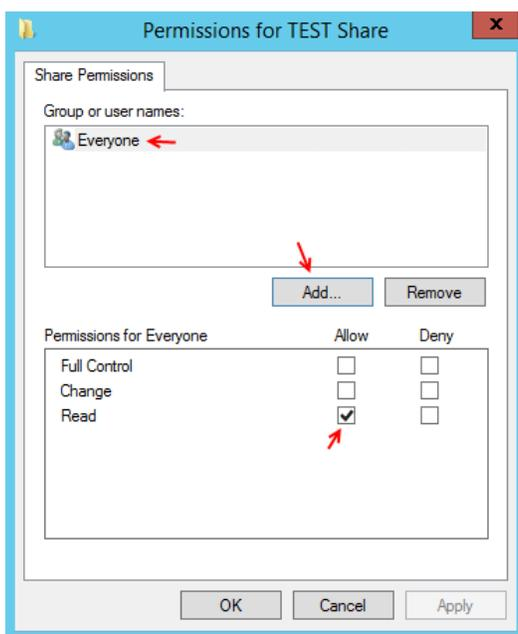 Permissions for TEST Share
x
Share Permissions
Group or user names:
Everyone
Add... Remove
Permissions for Everyone Allow Deny
Full Control
Change
Read
OK Cancel Apply